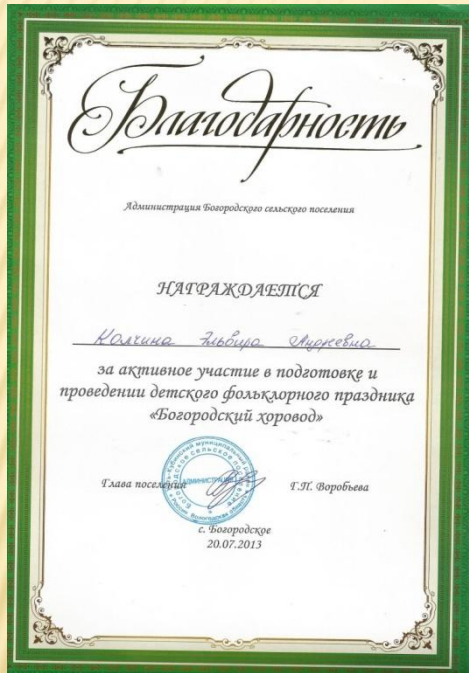 Благодарность
Администрация Богородского сельского поселения
НАГРАЖДАЕТСЯ
Колчина Эльвира
за активное участие в подготовке и
проведении детского фольклорного праздника
«Богородский хоровод»
АДМИНИСТРАЦИЯ
Глава поселения Г.П. Воробьева
с. Богородское
20.07.2013